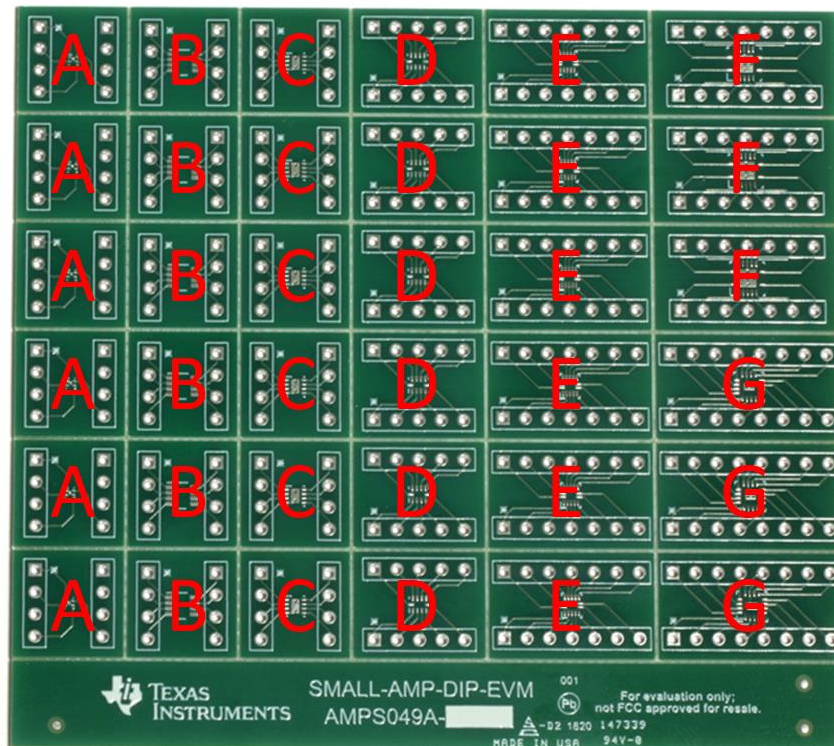 A B C D E F
A B C D E F
A B C D E F
A B C D E G
A B C D E G
A B C D E G
TEXAS INSTRUMENTS
SMALL-AMP-DIP-EVM
AMPS049A-
001
Pb
-D2 1820 147339
MADE IN USA 94V-0
For evaluation only;
not FCC approved for resale.